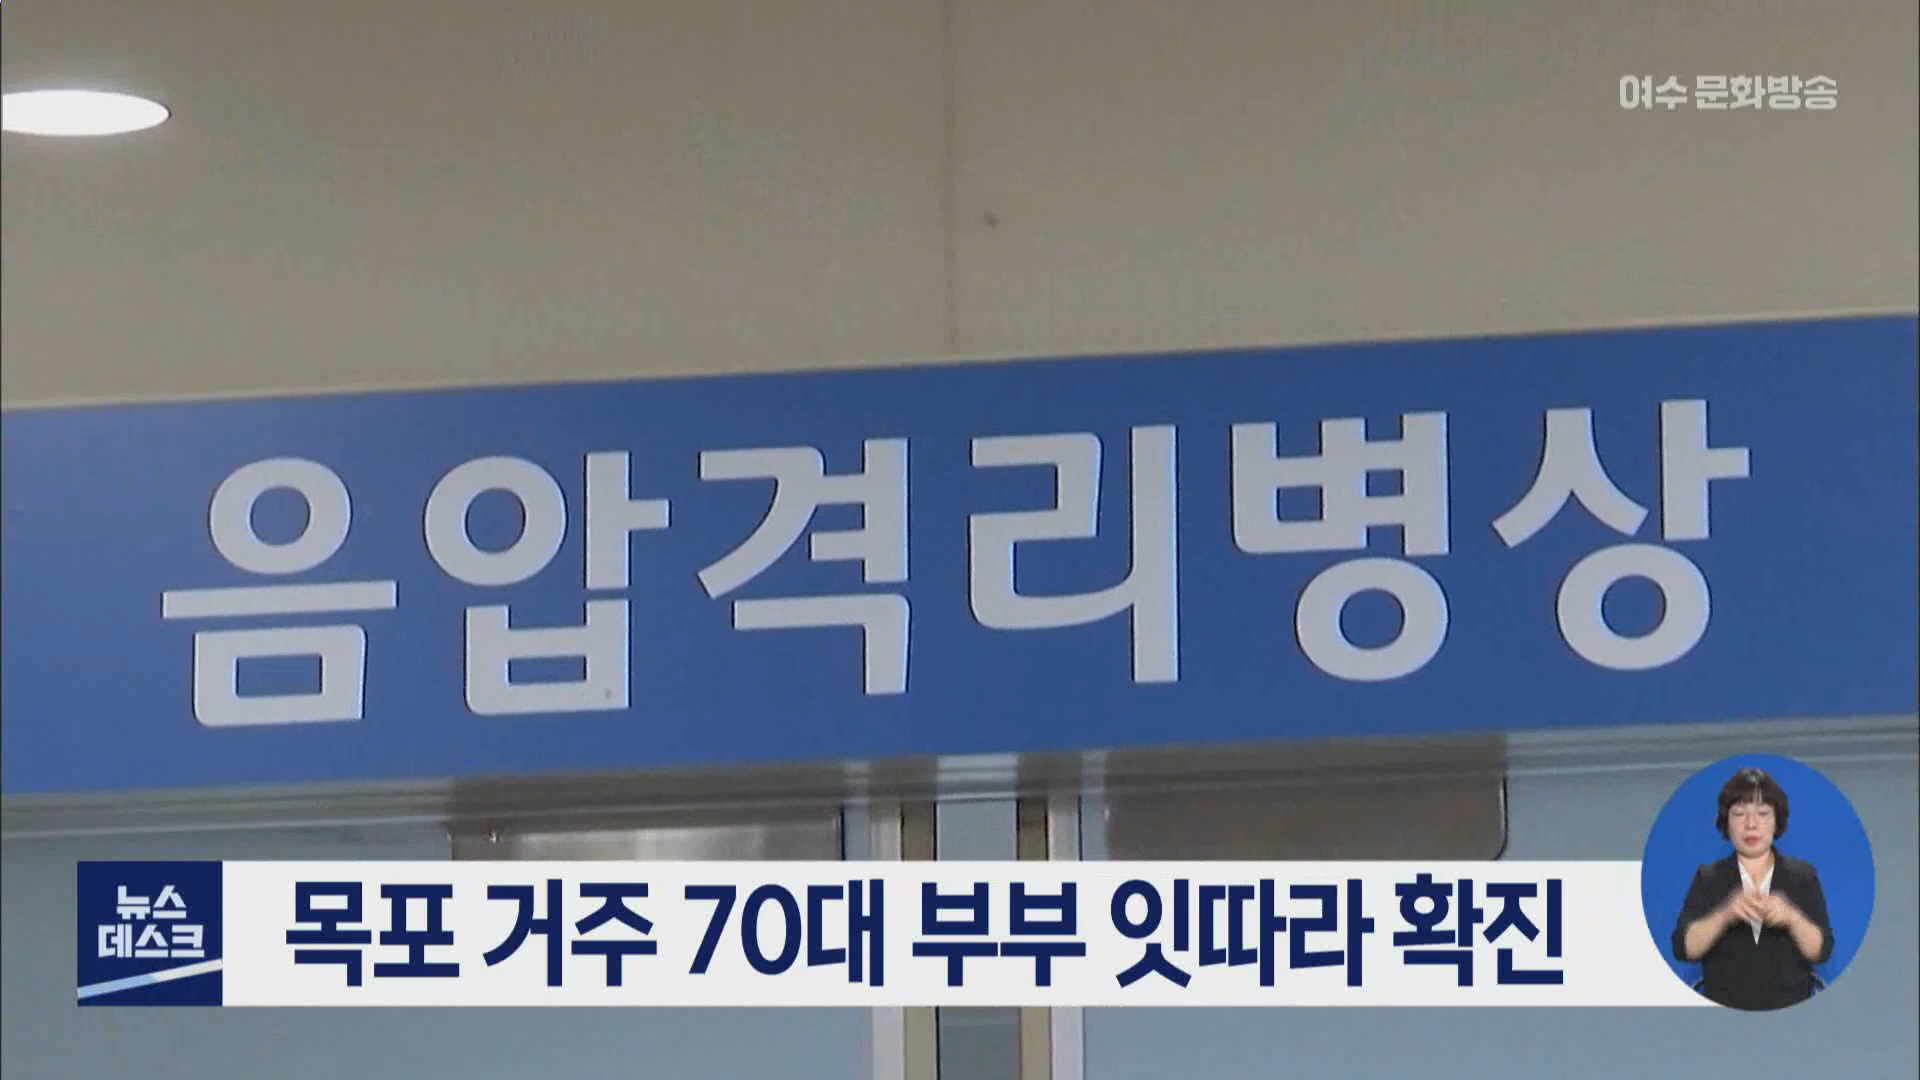 여수 문화방송
음압격리병상
뉴스
데스크
목포 거주 70대 부부 잇따라 확진